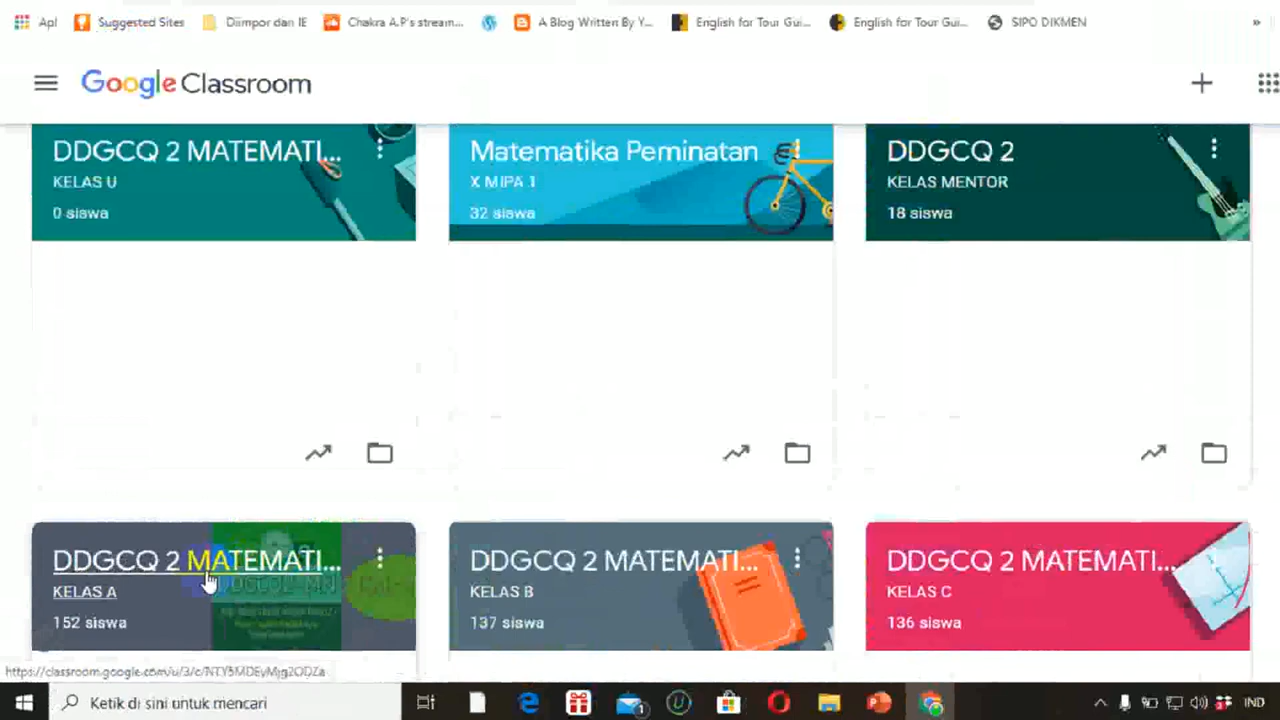 Apl Suggested Sites Diimpor dari IE Chakra A.P's stream... A Blog Written By Y... English for Tour Gui... English for Tour Gui... SIPO DIKMEN »
Google Classroom
DDGCQ 2 MATEMATI... Matematika Peminatan DDGCQ 2
KELAS U X MIPA 1 KELAS MENTOR
0 siswa 32 siswa 18 siswa
DDGCQ 2 MATEMATI... DDGCQ 2 MATEMATI... DDGCQ 2 MATEMATI...
KELAS A KELAS B KELAS C
152 siswa 137 siswa 136 siswa
Ketik di sini untuk mencari IND